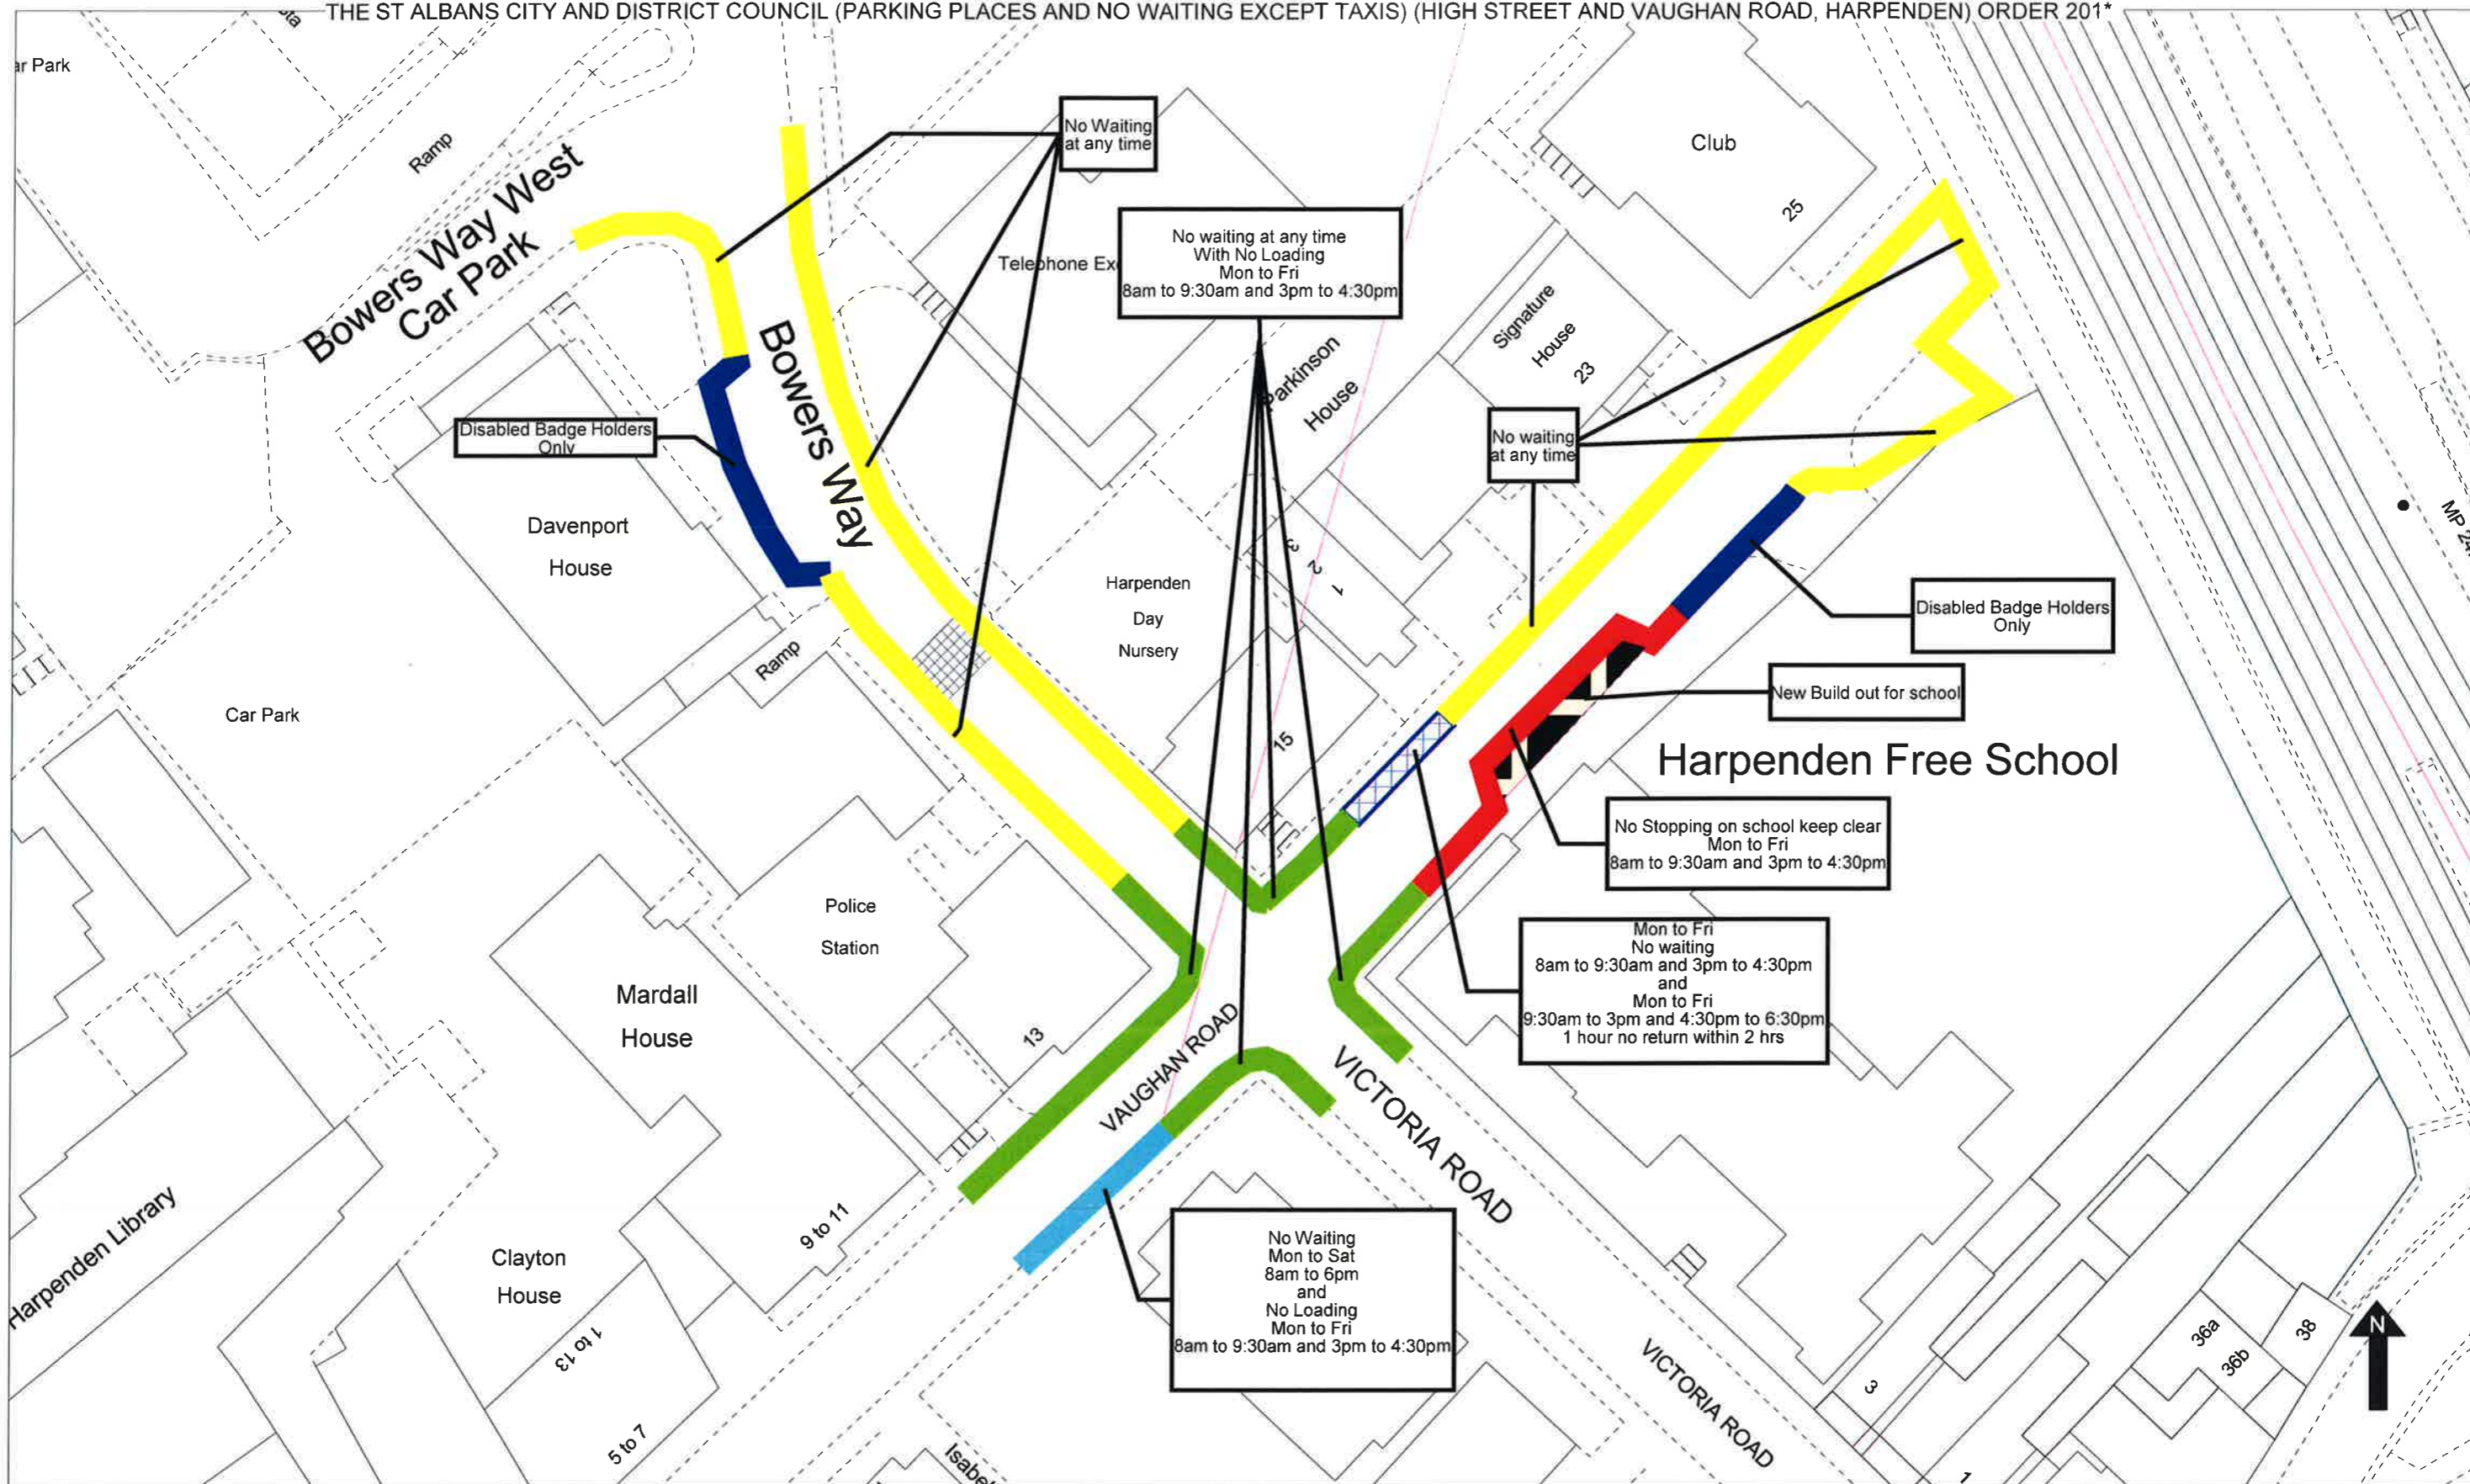 THE ST ALBANS CITY AND DISTRICT COUNCIL (PARKING PLACES AND NO WAITING EXCEPT TAXIS) (HIGH STREET AND VAUGHAN ROAD, HARPENDEN) ORDER 201*
ar Park
Ramp
Bowers Way West
Car Park
No Waiting
at any time
Club
25
No waiting at any time
With No Loading
Mon to Fri
8am to 9:30am and 3pm to 4:30pm
Telephone Ex
Signature
House
23
Parkinson
House
Bowers Way
Disabled Badge Holders
Only
No waiting
at any time
Davenport
House
MP 24
3
2
1
Harpenden
Day
Nursery
Disabled Badge Holders
Only
Ramp
New Build out for school
Car Park
15
Harpenden Free School
No Stopping on school keep clear
Mon to Fri
8am to 9:30am and 3pm to 4:30pm
Police
Station
Mon to Fri
No waiting
8am to 9:30am and 3pm to 4:30pm
and
Mon to Fri
9:30am to 3pm and 4:30pm to 6:30pm
1 hour no return within 2 hrs
Mardall
House
13
VAUGHAN ROAD
VICTORIA ROAD
Harpenden Library
9 to 11
Clayton
House
1 to 13
No Waiting
Mon to Sat
8am to 6pm
and
No Loading
Mon to Fri
8am to 9:30am and 3pm to 4:30pm
36a
36b
38
N
VICTORIA ROAD
3
5 to 7
Isabel
1